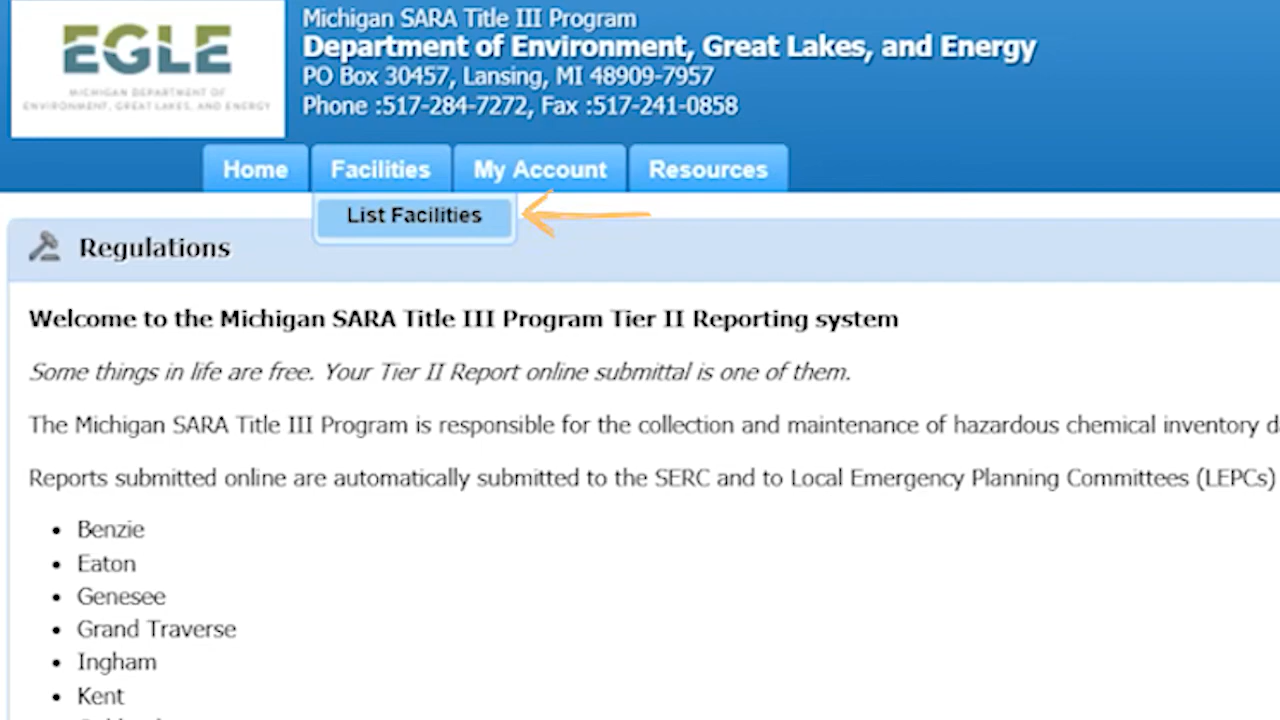 EGLE
MICHIGAN DEPARTMENT OF
ENVIRONMENT, GREAT LAKES, AND ENERGY
Michigan SARA Title III Program
Department of Environment, Great Lakes, and Energy
PO Box 30457, Lansing, MI 48909-7957
Phone :517-284-7272, Fax :517-241-0858
Home Facilities My Account Resources
List Facilities
Regulations
Welcome to the Michigan SARA Title III Program Tier II Reporting system
Some things in life are free. Your Tier II Report online submittal is one of them.
The Michigan SARA Title III Program is responsible for the collection and maintenance of hazardous chemical inventory
Reports submitted online are automatically submitted to the SERC and to Local Emergency Planning Committees (LEPCs)
• Benzie
• Eaton
• Genesee
• Grand Traverse
• Ingham
• Kent